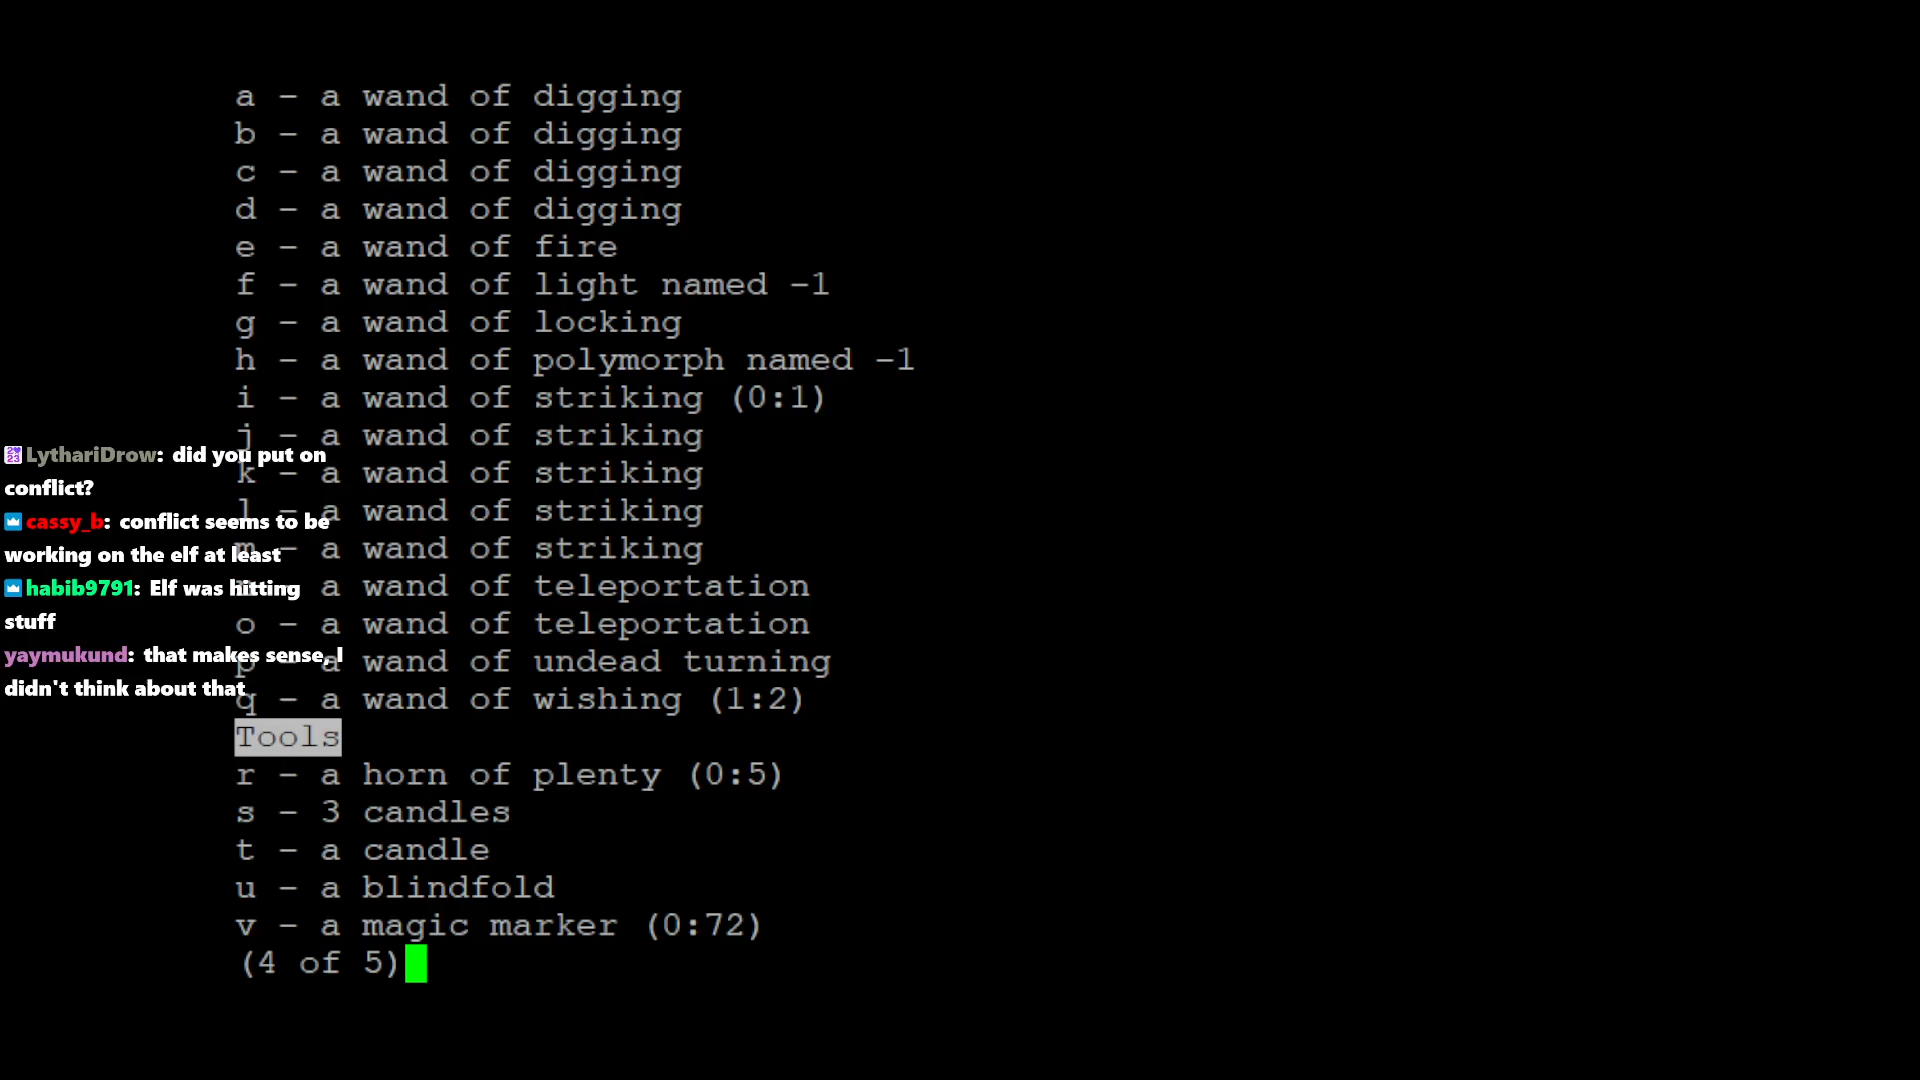 a - a wand of digging
b - a wand of digging
c - a wand of digging
d - a wand of digging
e - a wand of fire
f - a wand of light named -1
g - a wand of locking
h - a wand of polymorph named -1
i - a wand of striking (0:1)
j - a wand of striking
k - a wand of striking
l - a wand of striking
m - a wand of striking
a wand of teleportation
o - a wand of teleportation
p - a wand of undead turning
q - a wand of wishing (1:2)
Tools
r - a horn of plenty (0:5)
s - 3 candles
t - a candle
u - a blindfold
v - a magic marker (0:72)
(4 of 5)
LythariDrow: did you put on
conflict?
cassy_b: conflict seems to be
working on the elf at least
habib9791: Elf was hitting
stuff
yaymukund: that makes sense, I
didn't think about that